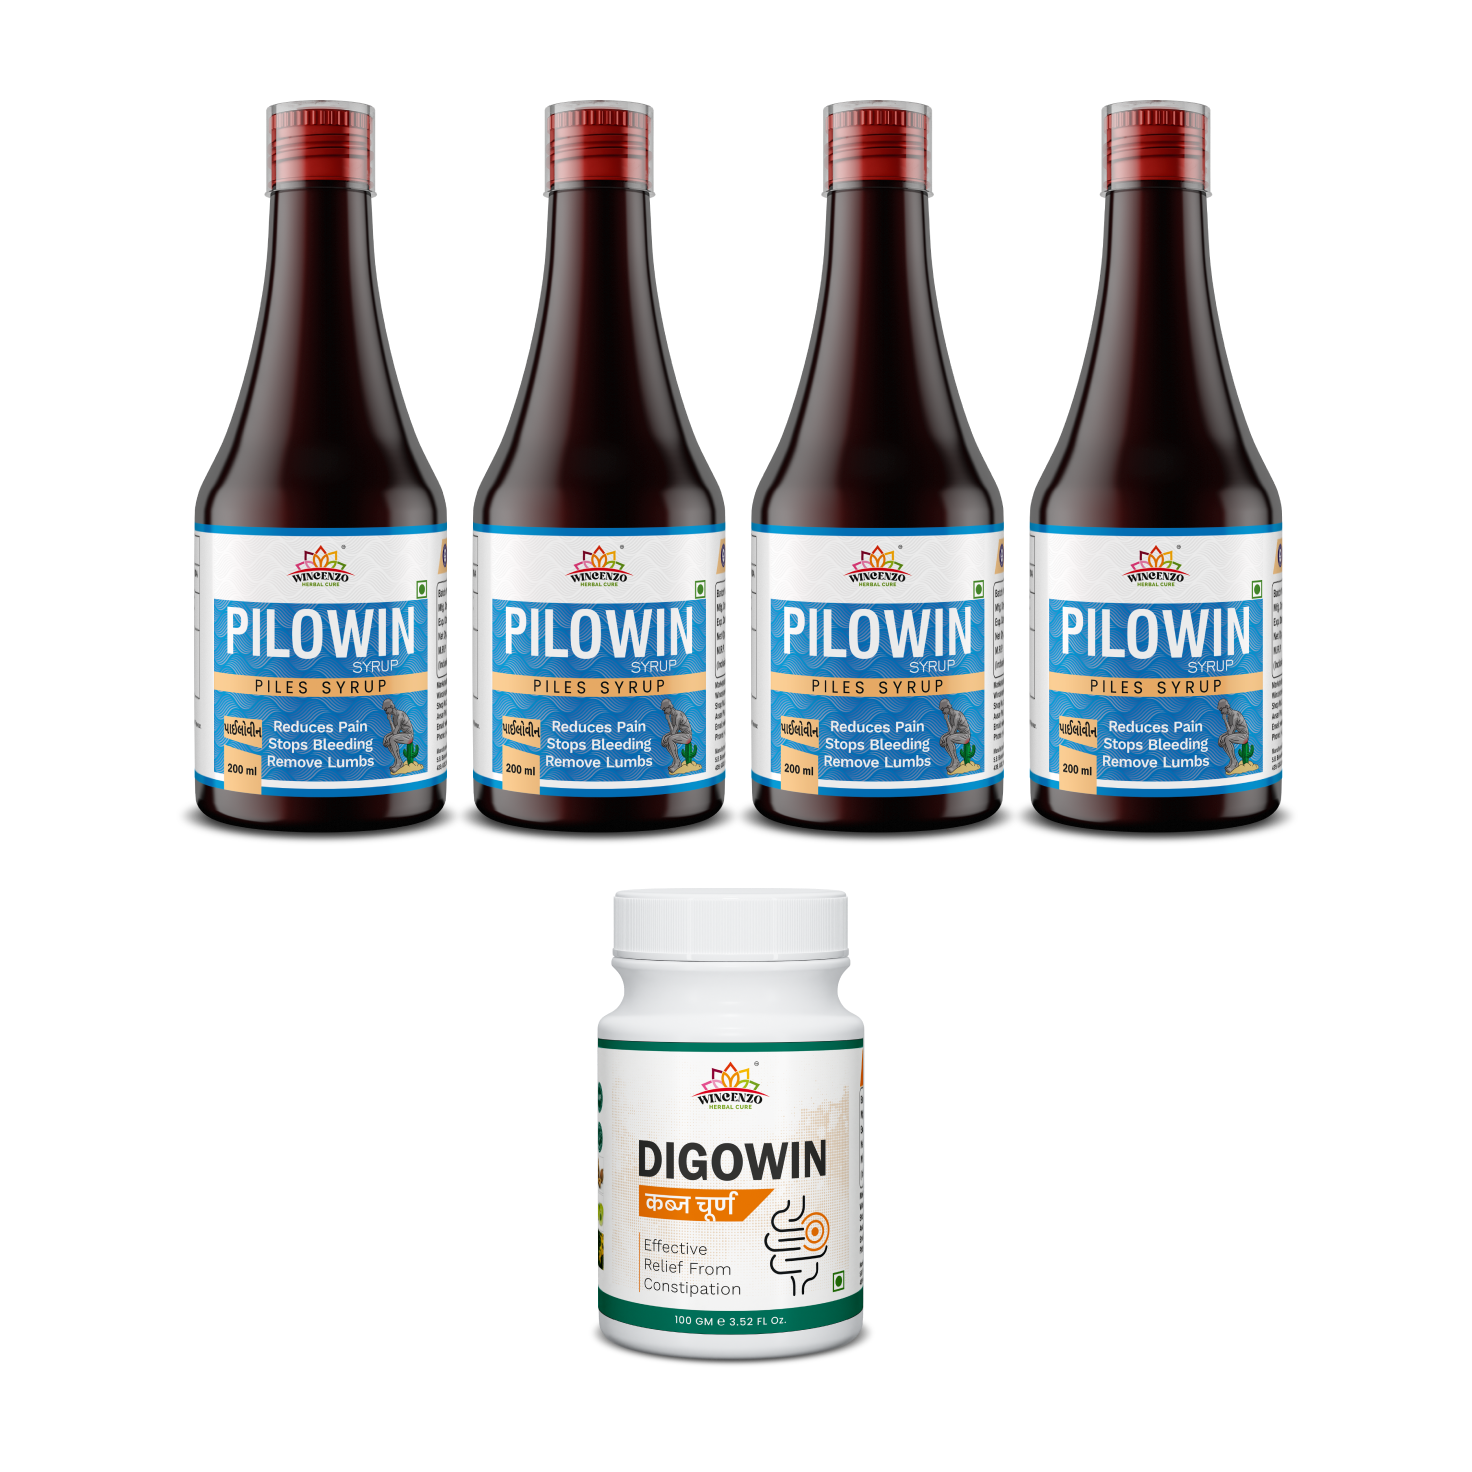 WINCENZO
HERBAL CURE
PILOWIN
SYRUP
PILES SYRUP
પાઈલોવીન
200 ml
Reduces Pain
Stops Bleeding
Remove Lumbs
WINCENZO
HERBAL CURE
PILOWIN
SYRUP
PILES SYRUP
પાઈલોવીન
200 ml
Reduces Pain
Stops Bleeding
Remove Lumbs
WINCENZO
HERBAL CURE
PILOWIN
SYRUP
PILES SYRUP
પાઈલોવીન
200 ml
Reduces Pain
Stops Bleeding
Remove Lumbs
WINCENZO
HERBAL CURE
PILOWIN
SYRUP
PILES SYRUP
પાઈલોવીન
200 ml
Reduces Pain
Stops Bleeding
Remove Lumbs
WINCENZO
HERBAL CURE
DIGOWIN
कब्ज चूर्ण
Effective
Relief From
Constipation
100 GM ℮ 3.52 FL Oz.